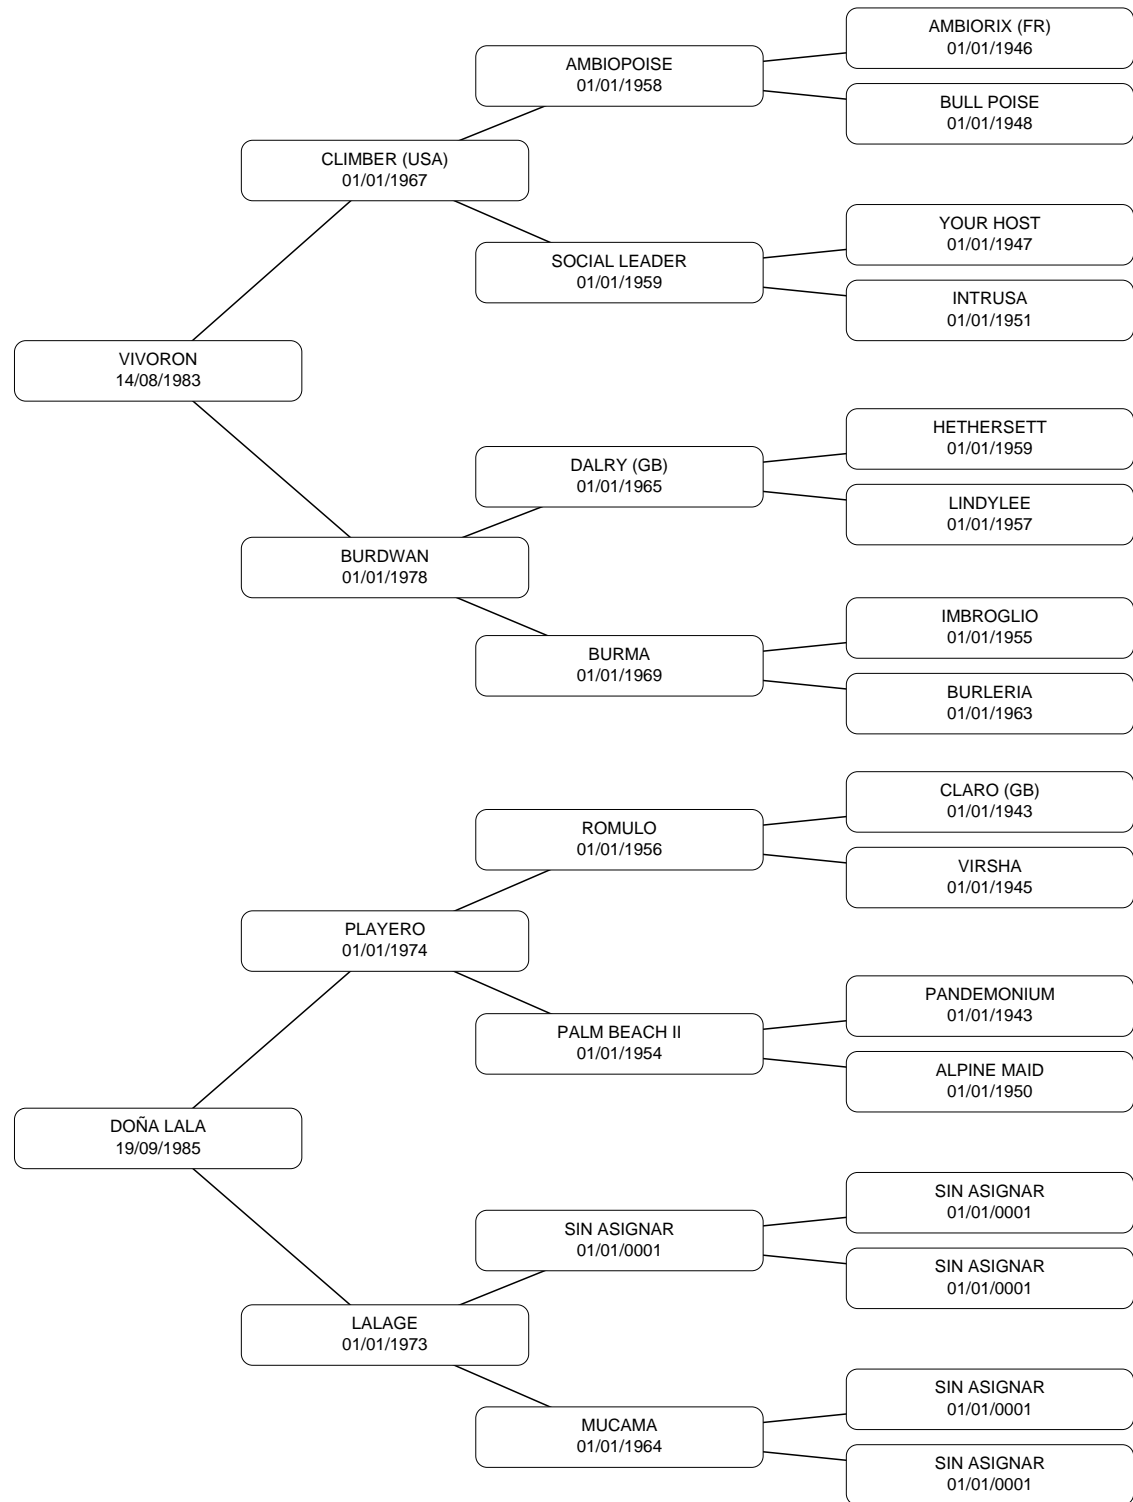 AMBIORIX (FR)
01/01/1946
AMBIOPOISE
01/01/1958
BULL POISE
01/01/1948
CLIMBER (USA)
01/01/1967
YOUR HOST
01/01/1947
SOCIAL LEADER
01/01/1959
INTRUSA
01/01/1951
VIVORON
14/08/1983
HETHERSETT
01/01/1959
DALRY (GB)
01/01/1965
LINDYLEE
01/01/1957
BURDWAN
01/01/1978
IMBROGLIO
01/01/1955
BURMA
01/01/1969
BURLERIA
01/01/1963
CLARO (GB)
01/01/1943
ROMULO
01/01/1956
VIRSHA
01/01/1945
PLAYERO
01/01/1974
PANDEMONIUM
01/01/1943
PALM BEACH II
01/01/1954
ALPINE MAID
01/01/1950
DOÑA LALA
19/09/1985
SIN ASIGNAR
01/01/0001
SIN ASIGNAR
01/01/0001
SIN ASIGNAR
01/01/0001
LALAGE
01/01/1973
SIN ASIGNAR
01/01/0001
MUCAMA
01/01/1964
SIN ASIGNAR
01/01/0001